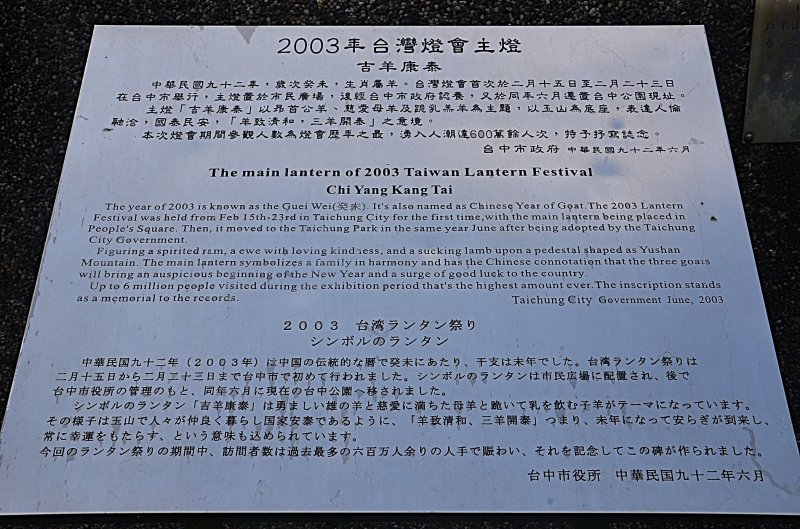 2003年台灣燈會主燈
吉羊康泰
中華民國九十二年，歲次癸未，生肖屬羊。台灣燈會首次於二月十五日至二月二十三日
在台中市舉行，主燈置於市民廣場，後經台中市政府認養，又於同年六月遷置台中公園現址。
主燈「吉羊康泰」以昂首公羊、慈愛母羊及跪乳羔羊為主題，以玉山為底座，表達人倫
融洽，國泰民安，「羊致清和，三羊開泰」之意境。
本次燈會期間參觀人數為燈會歷年之最，湧入人潮達600萬餘人次，特予抒寫誌念。
台中市政府 中華民國九十二年六月
The main lantern of 2003 Taiwan Lantern Festival
Chi Yang Kang Tai
The year of 2003 is known as the Guei Wei(癸未). It's also named as Chinese Year of Goat.The 2003 Lantern
Festival was held from Feb 15th-23rd in Taichung City for the first time,with the main lantern being placed in
People's Square. Then, it moved to the Taichung Park in the same year June after being adopted by the Taichung
City Government.
Figuring a spirited ram, a ewe with loving kindness, and a sucking lamb upon a pedestal shaped as Yushan
Mountain. The main lantern symbolizes a family in harmony and has the Chinese connotation that the three goats
will bring an auspicious beginning of the New Year and a surge of good luck to the country.
Up to 6 million people visited during the exhibition period that's the highest amount ever.The inscription stands
as a memorial to the records.
Taichung City Government June, 2003
２００３ 台湾ランタン祭り
シンボルのランタン
中華民国九十二年（２００３年）は中国の伝統的な暦で癸未にあたり、干支は未年でした。台湾ランタン祭りは
二月十五日から二月二十三日まで台中市で初めて行われました。シンボルのランタンは市民広場に配置され、後で
台中市役所の管理のもと、同年六月に現在の台中公園へ移されました。
シンボルのランタン「吉羊康泰」は勇ましい雄の羊と慈愛に満ちた母羊と跪いて乳を飲む子羊がテーマになっています。
その様子は玉山で人々が仲良く暮らし国家安泰であるように、「羊致清和、三羊開泰」つまり、未年になって安らぎが到来し、
常に幸運をもたらす、という意味も込められています。
今回のランタン祭りの期間中、訪問者数は過去最多の六百万人余りの人手で賑わい、それを記念してこの碑が作られました。
台中市役所 中華民国九十二年六月